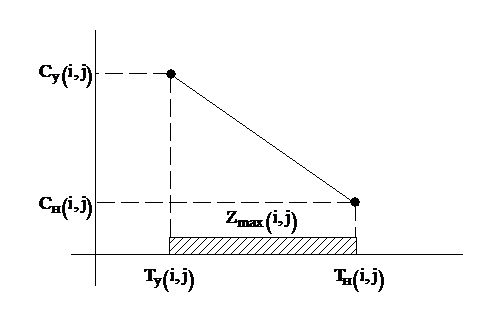 Cу(i,j)
Cн(i,j)
Zmax(i,j)
Tу(i,j)
Tн(i,j)